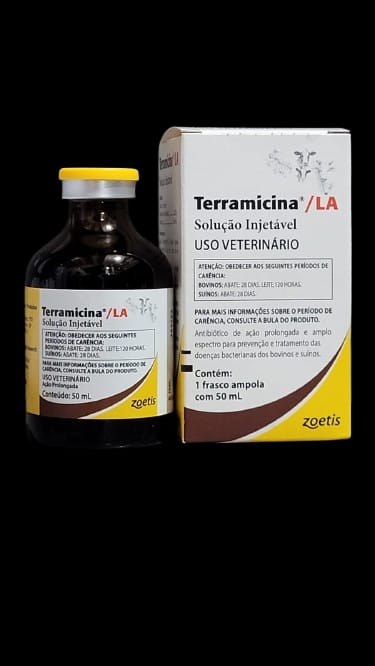 Terramicina®/LA
Solução Injetável
USO VETERINÁRIO
ATENÇÃO: OBEDECER AOS SEGUINTES PERÍODOS DE
CARÊNCIA:
BOVINOS: ABATE: 28 DIAS. LEITE: 120 HORAS.
SUÍNOS: ABATE: 28 DIAS.
PARA MAIS INFORMAÇÕES SOBRE O PERÍODO DE
CARÊNCIA, CONSULTE A BULA DO PRODUTO.
Antibiótico de ação prolongada e amplo
espectro para prevenção e tratamento das
doenças bacterianas dos bovinos e suínos.
Contém:
1 frasco ampola
com 50 mL
zoetis
Terramicina®/LA
Solução Injetável
ATENÇÃO: OBEDECER AOS SEGUINTES
PERÍODOS DE CARÊNCIA:
BOVINOS: ABATE: 28 DIAS. LEITE: 120 HORAS.
SUÍNOS: ABATE: 28 DIAS.
PARA MAIS INFORMAÇÕES SOBRE O PERÍODO DE
CARÊNCIA, CONSULTE A BULA DO PRODUTO.
USO VETERINÁRIO
Ação Prolongada
Conteúdo: 50 mL
zoetis